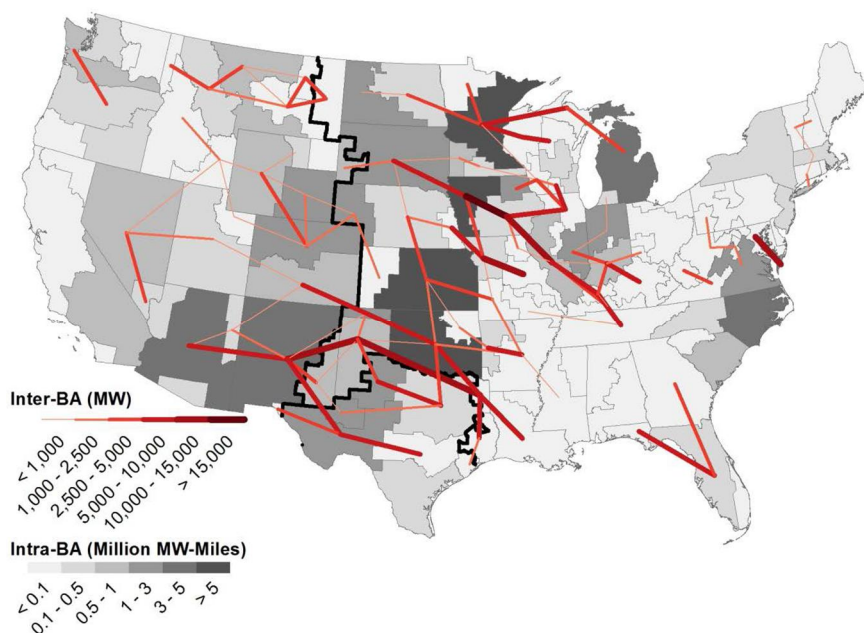 Inter-BA (MW)
< 1,000
1,000 - 2,500
2,500 - 5,000
5,000 - 10,000
10,000 - 15,000
> 15,000
Intra-BA (Million MW-Miles)
< 0.1
0.1 - 0.5
0.5 - 1
1 - 3
3 - 5
> 5